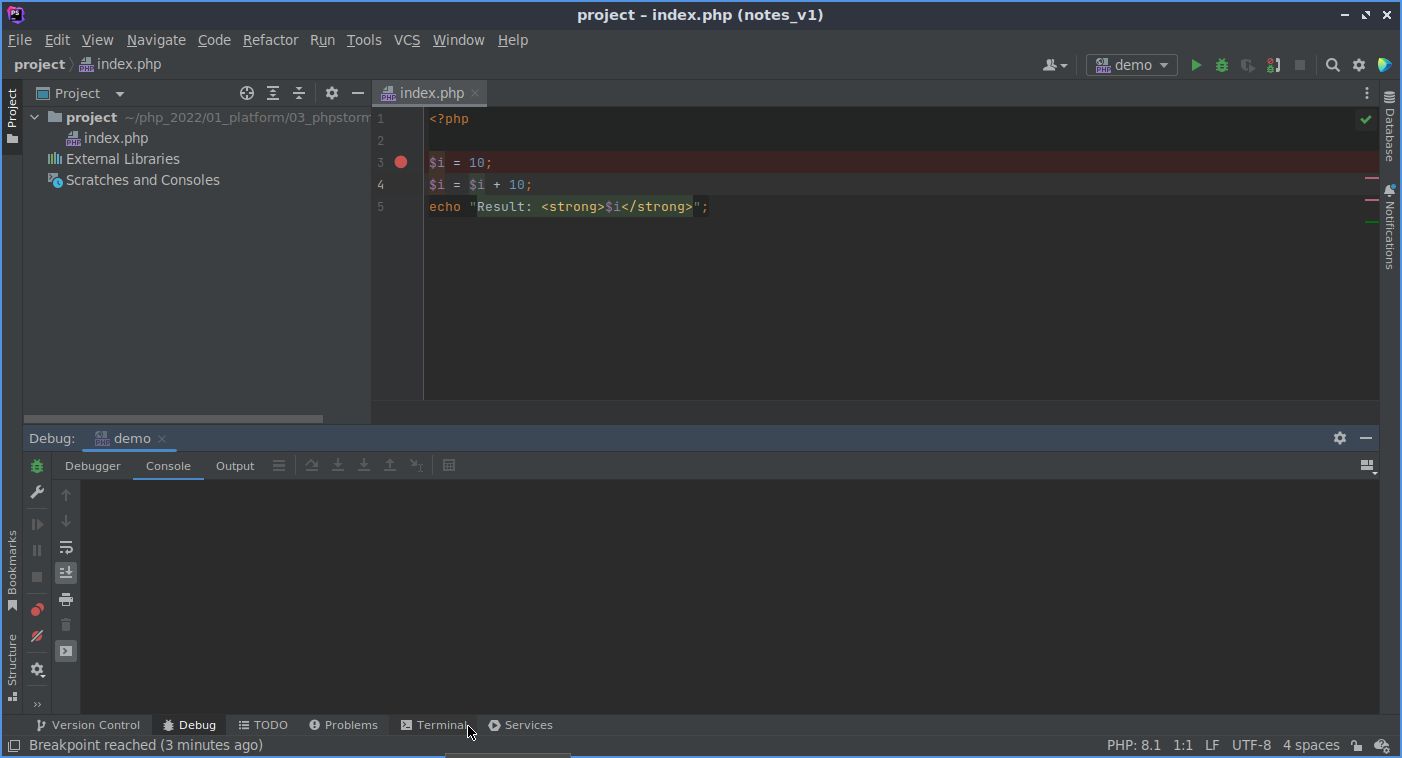 project – index.php (notes_v1)
File Edit View Navigate Code Refactor Run Tools VCS Window Help
project index.php
demo
Project
Project
project ~/php_2022/01_platform/03_phpstorm
index.php
External Libraries
Scratches and Consoles
index.php
1 <?php
2
3 $i = 10;
4 $i = $i + 10;
5 echo "Result: <strong>$i</strong>";
Database
Notifications
Debug: demo
Debugger Console Output
Bookmarks
Structure
Version Control Debug TODO Problems Terminal Services
Breakpoint reached (3 minutes ago)
PHP: 8.1 1:1 LF UTF-8 4 spaces